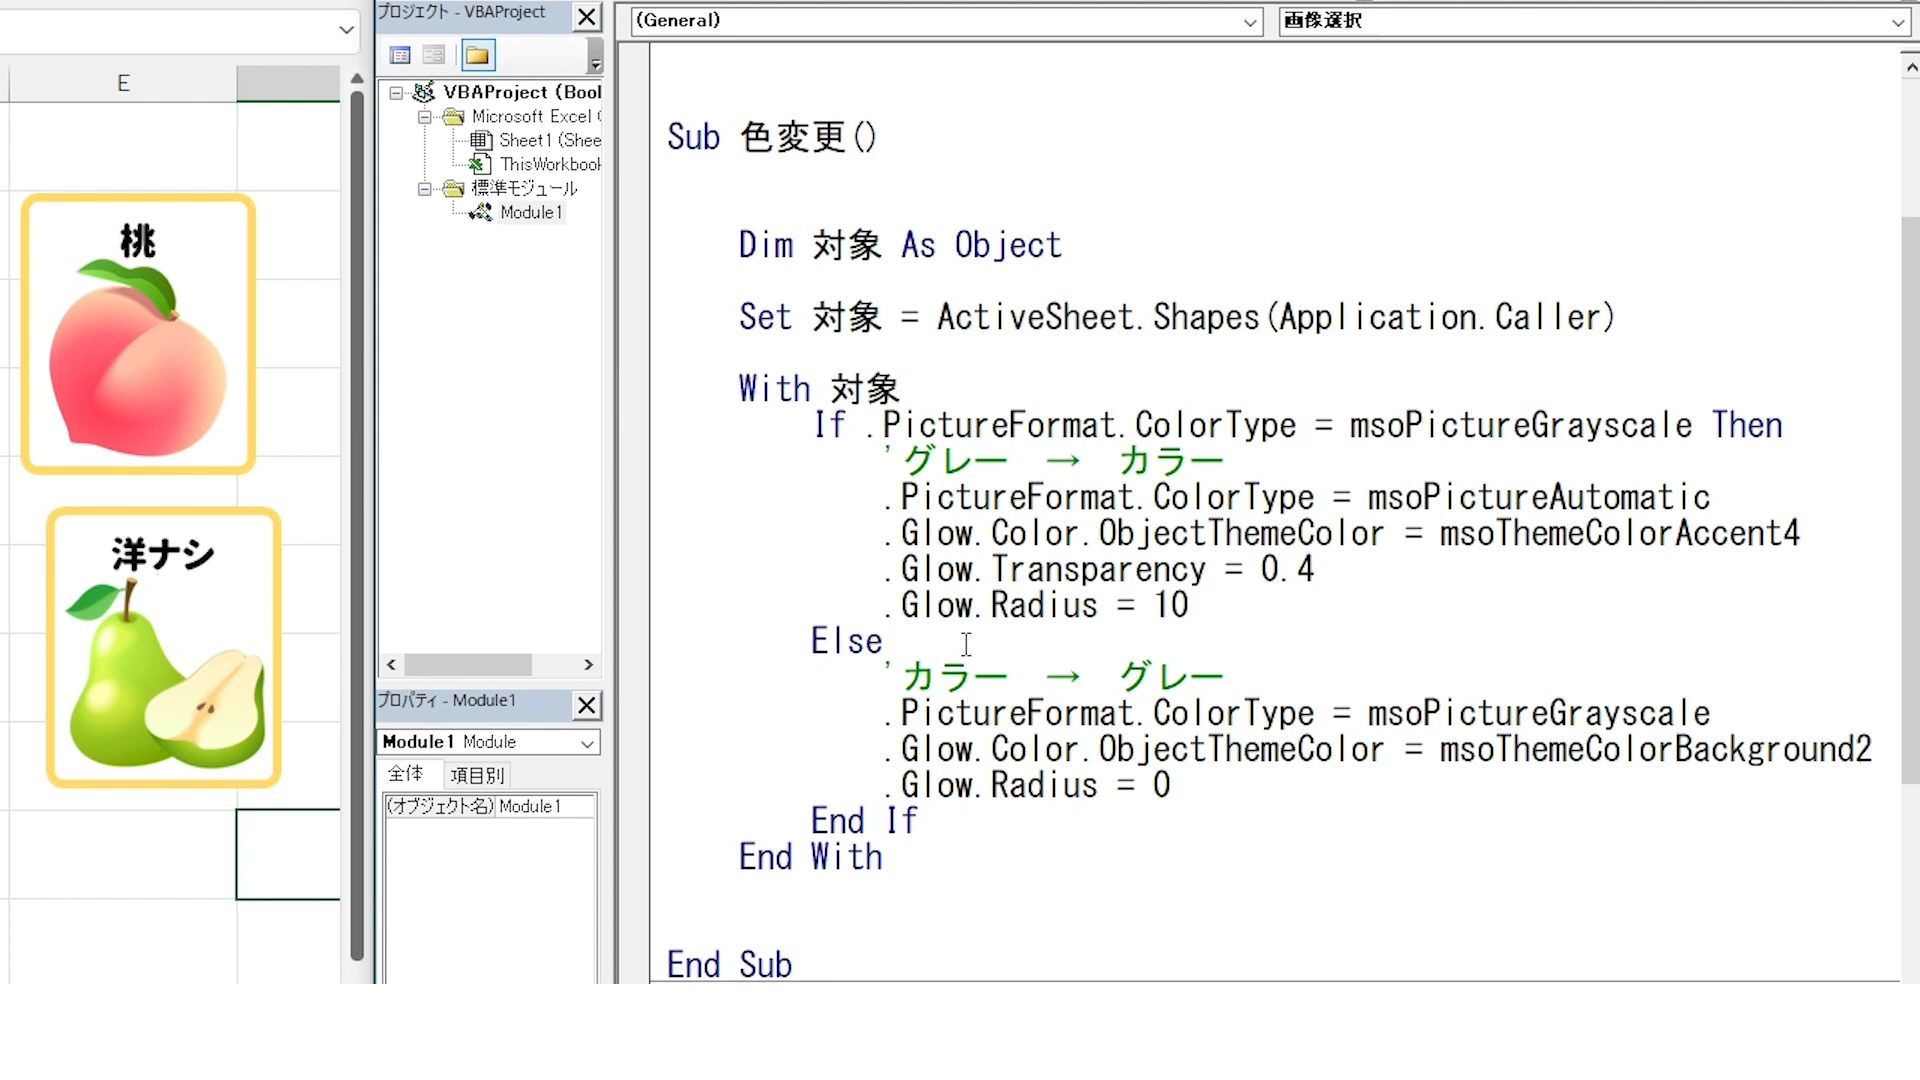 E
桃
洋ナシ
プロジェクト - VBAProject
VBAProject (Bool
Microsoft Excel
Sheet1 (Shee
ThisWorkbook
標準モジュール
Module1
プロパティ - Module1
Module1 Module
全体 項目別
(オブジェクト名) Module1
(General) 画像選択
Sub 色変更()
Dim 対象 As Object
Set 対象 = ActiveSheet.Shapes(Application.Caller)
With 対象
If .PictureFormat.ColorType = msoPictureGrayscale Then
'グレー → カラー
.PictureFormat.ColorType = msoPictureAutomatic
.Glow.Color.ObjectThemeColor = msoThemeColorAccent4
.Glow.Transparency = 0.4
.Glow.Radius = 10
Else
'カラー → グレー
.PictureFormat.ColorType = msoPictureGrayscale
.Glow.Color.ObjectThemeColor = msoThemeColorBackground2
.Glow.Radius = 0
End If
End With
End Sub